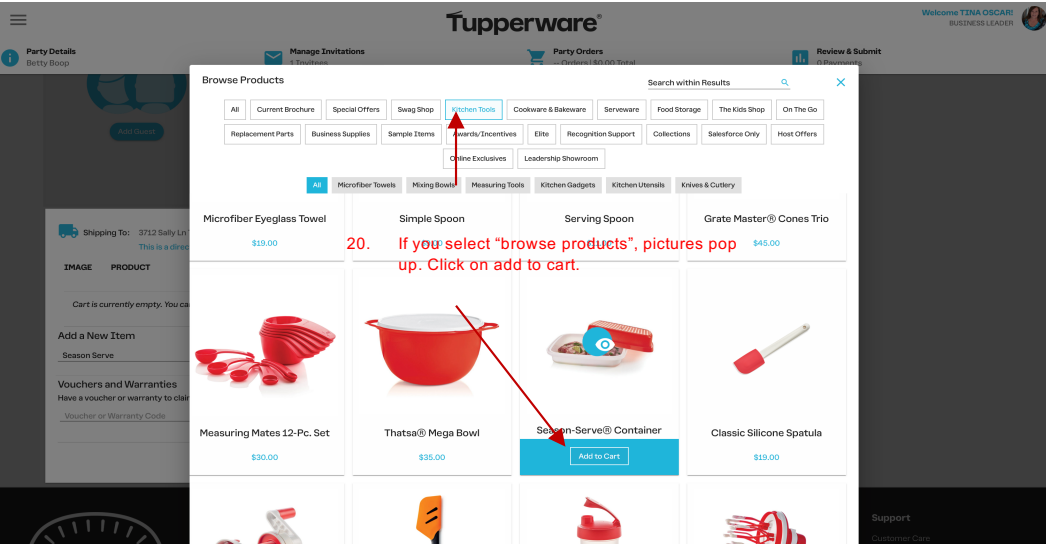 Tupperware®
Welcome TINA OSCAR!
BUSINESS LEADER
Party Details
Betty Boop
Manage Invitations
1 Invitees
Party Orders
-- Orders | $0.00 Total
Review & Submit
0 Payments
Browse Products
Search within Results
All Current Brochure Special Offers Swag Shop Kitchen Tools Cookware & Bakeware Serveware Food Storage The Kids Shop On The Go
Replacement Parts Business Supplies Sample Items Awards/Incentives Elite Recognition Support Collections Salesforce Only Host Offers
Online Exclusives Leadership Showroom
All Microfiber Towels Mixing Bowls Measuring Tools Kitchen Gadgets Kitchen Utensils Knives & Cutlery
Add Guest
Shipping To: 3712 Sally Ln
This is a direc
IMAGE PRODUCT
Cart is currently empty. You ca
Add a New Item
Season Serve
Vouchers and Warranties
Have a voucher or warranty to clai
Voucher or Warranty Code
Microfiber Eyeglass Towel
$19.00
Simple Spoon
Serving Spoon
Grate Master® Cones Trio
$45.00
20. If you select “browse products”, pictures pop
up. Click on add to cart.
Measuring Mates 12-Pc. Set
$30.00
Thatsa® Mega Bowl
$35.00
Season-Serve® Container
Add to Cart
Classic Silicone Spatula
$19.00
Support
Customer Care